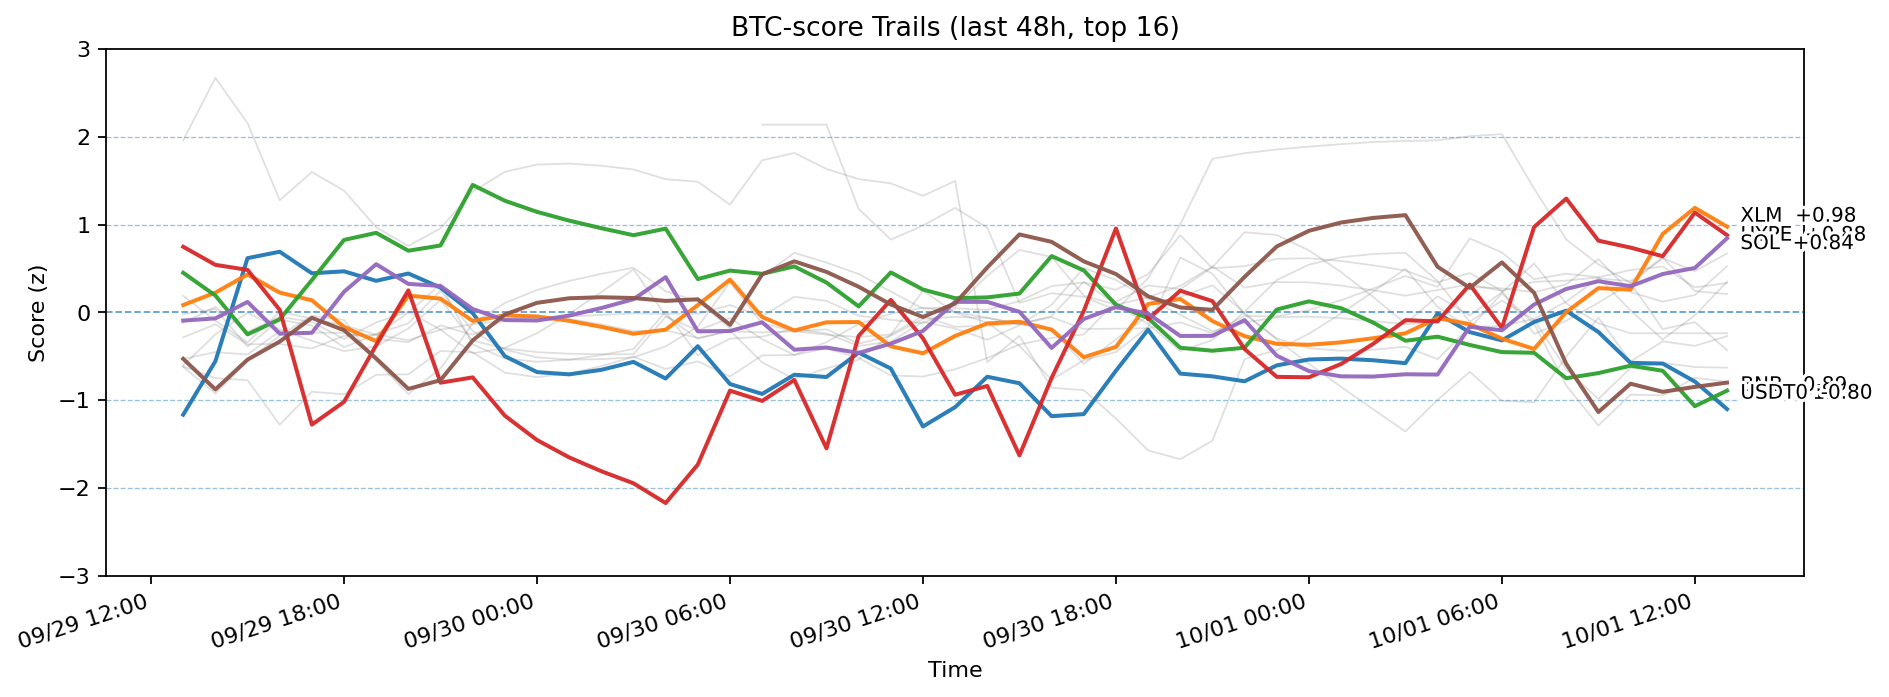 BTC-score Trails (last 48h, top 16)
Score (z)
3
2
1
0
−1
−2
−3
XLM +0.98
SOL +0.84
USDT0 -0.80
09/29 12:00
09/29 18:00
09/30 00:00
09/30 06:00
09/30 12:00
09/30 18:00
10/01 00:00
10/01 06:00
10/01 12:00
Time